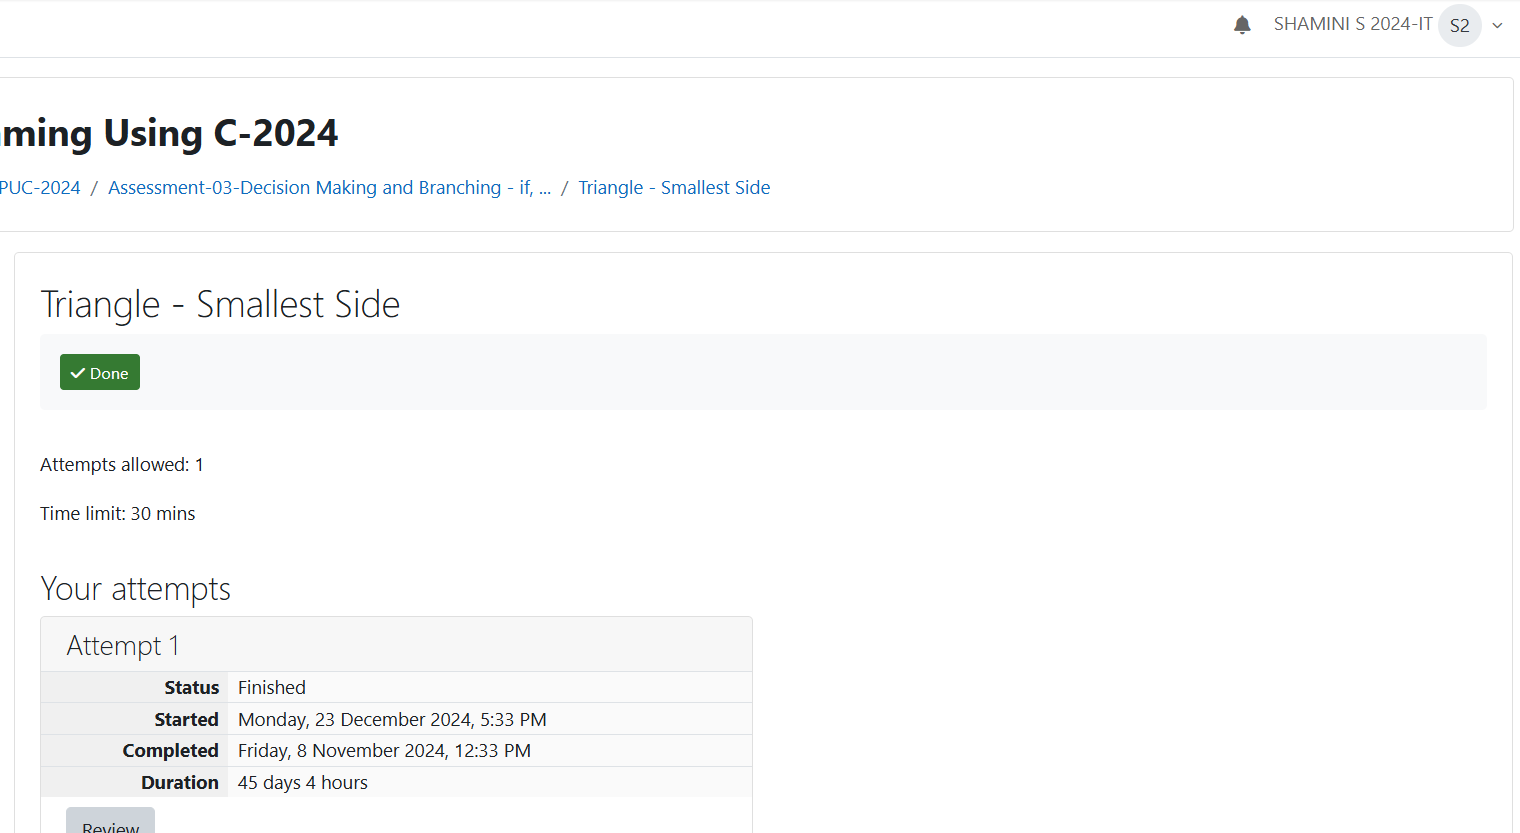 SHAMINI S 2024-IT S2
ming Using C-2024
PUC-2024 / Assessment-03-Decision Making and Branching - if, ... / Triangle - Smallest Side
Triangle - Smallest Side
Done
Attempts allowed: 1
Time limit: 30 mins
Your attempts
Attempt 1
Status Finished
Started Monday, 23 December 2024, 5:33 PM
Completed Friday, 8 November 2024, 12:33 PM
Duration 45 days 4 hours
Review